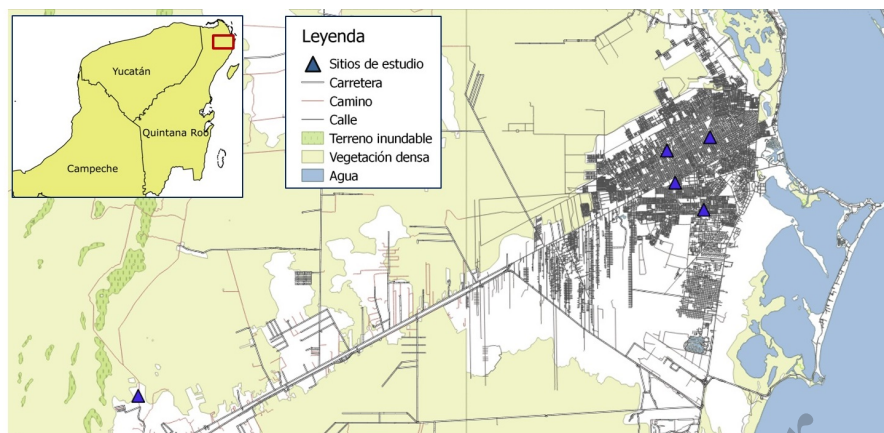 Yucatán
Quintana Roo
Campeche
Leyenda
Sitios de estudio
Carretera
Camino
Calle
Terreno inundable
Vegetación densa
Agua